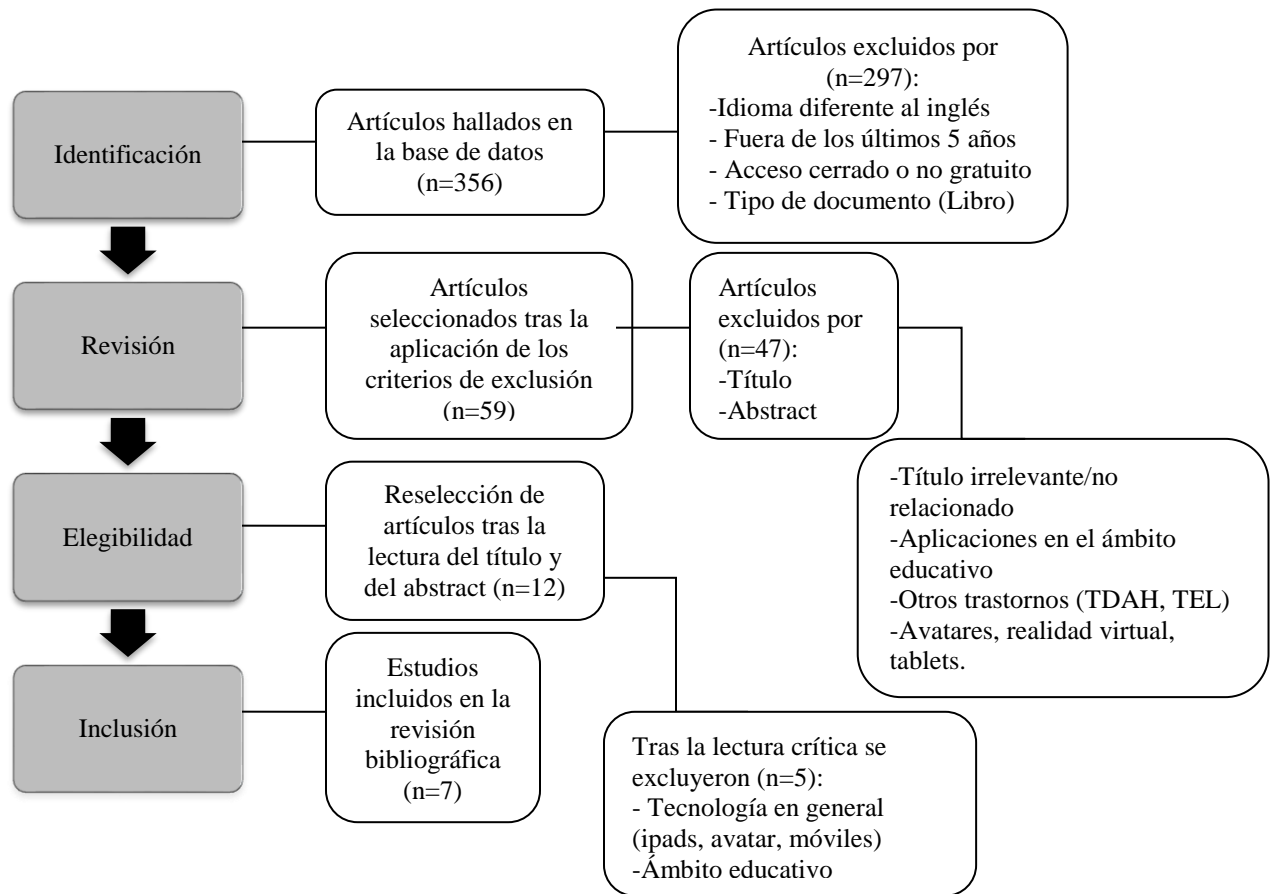 Identificación
Artículos hallados en
la base de datos
(n=356)
Artículos excluidos por
(n=297):
-Idioma diferente al inglés
- Fuera de los últimos 5 años
- Acceso cerrado o no gratuito
- Tipo de documento (Libro)
Revisión
Artículos
seleccionados tras la
aplicación de los
criterios de exclusión
(n=59)
Artículos
excluidos por
(n=47):
-Título
-Abstract
-Título irrelevante/no
relacionado
-Aplicaciones en el ámbito
educativo
-Otros trastornos (TDAH, TEL)
-Avatares, realidad virtual,
tablets.
Elegibilidad
Reselección de
artículos tras la
lectura del título y
del abstract (n=12)
Tras la lectura crítica se
excluyeron (n=5):
- Tecnología en general
(ipads, avatar, móviles)
-Ámbito educativo
Inclusión
Estudios
incluidos en la
revisión
bibliográfica
(n=7)